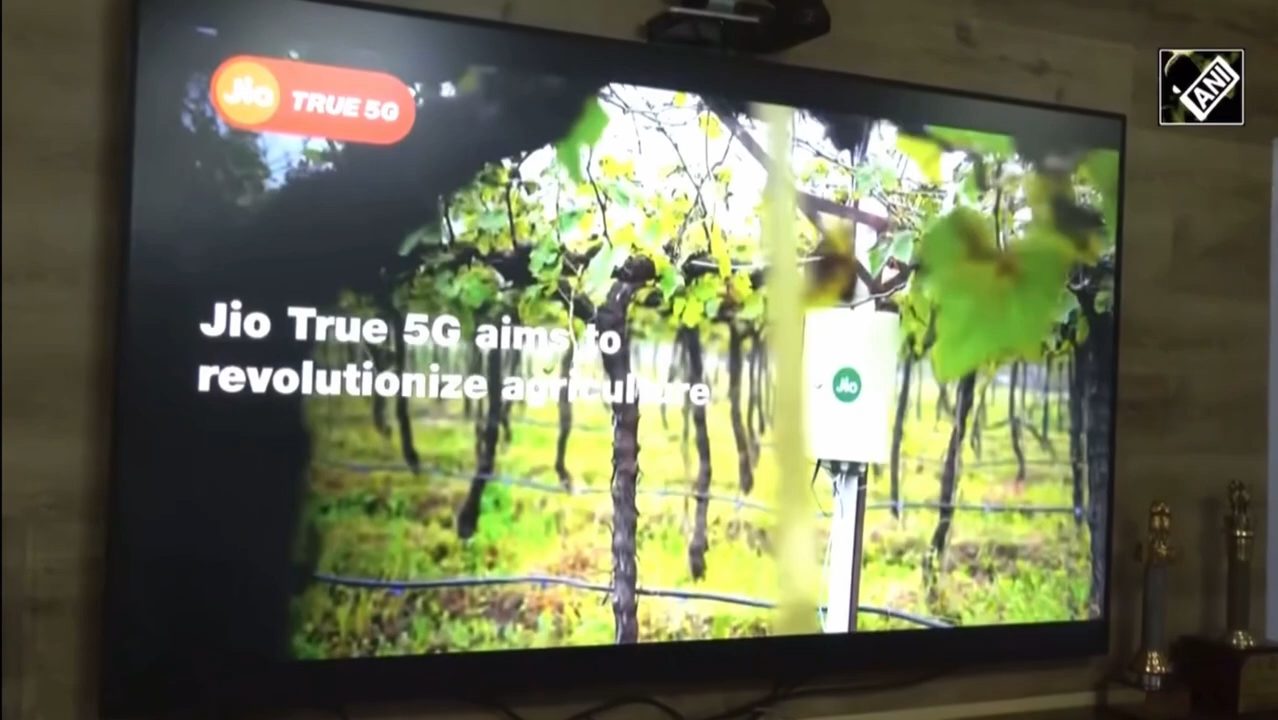 Jio TRUE 5G
ANI
Jio True 5G aims to
revolutionize agriculture
Jio